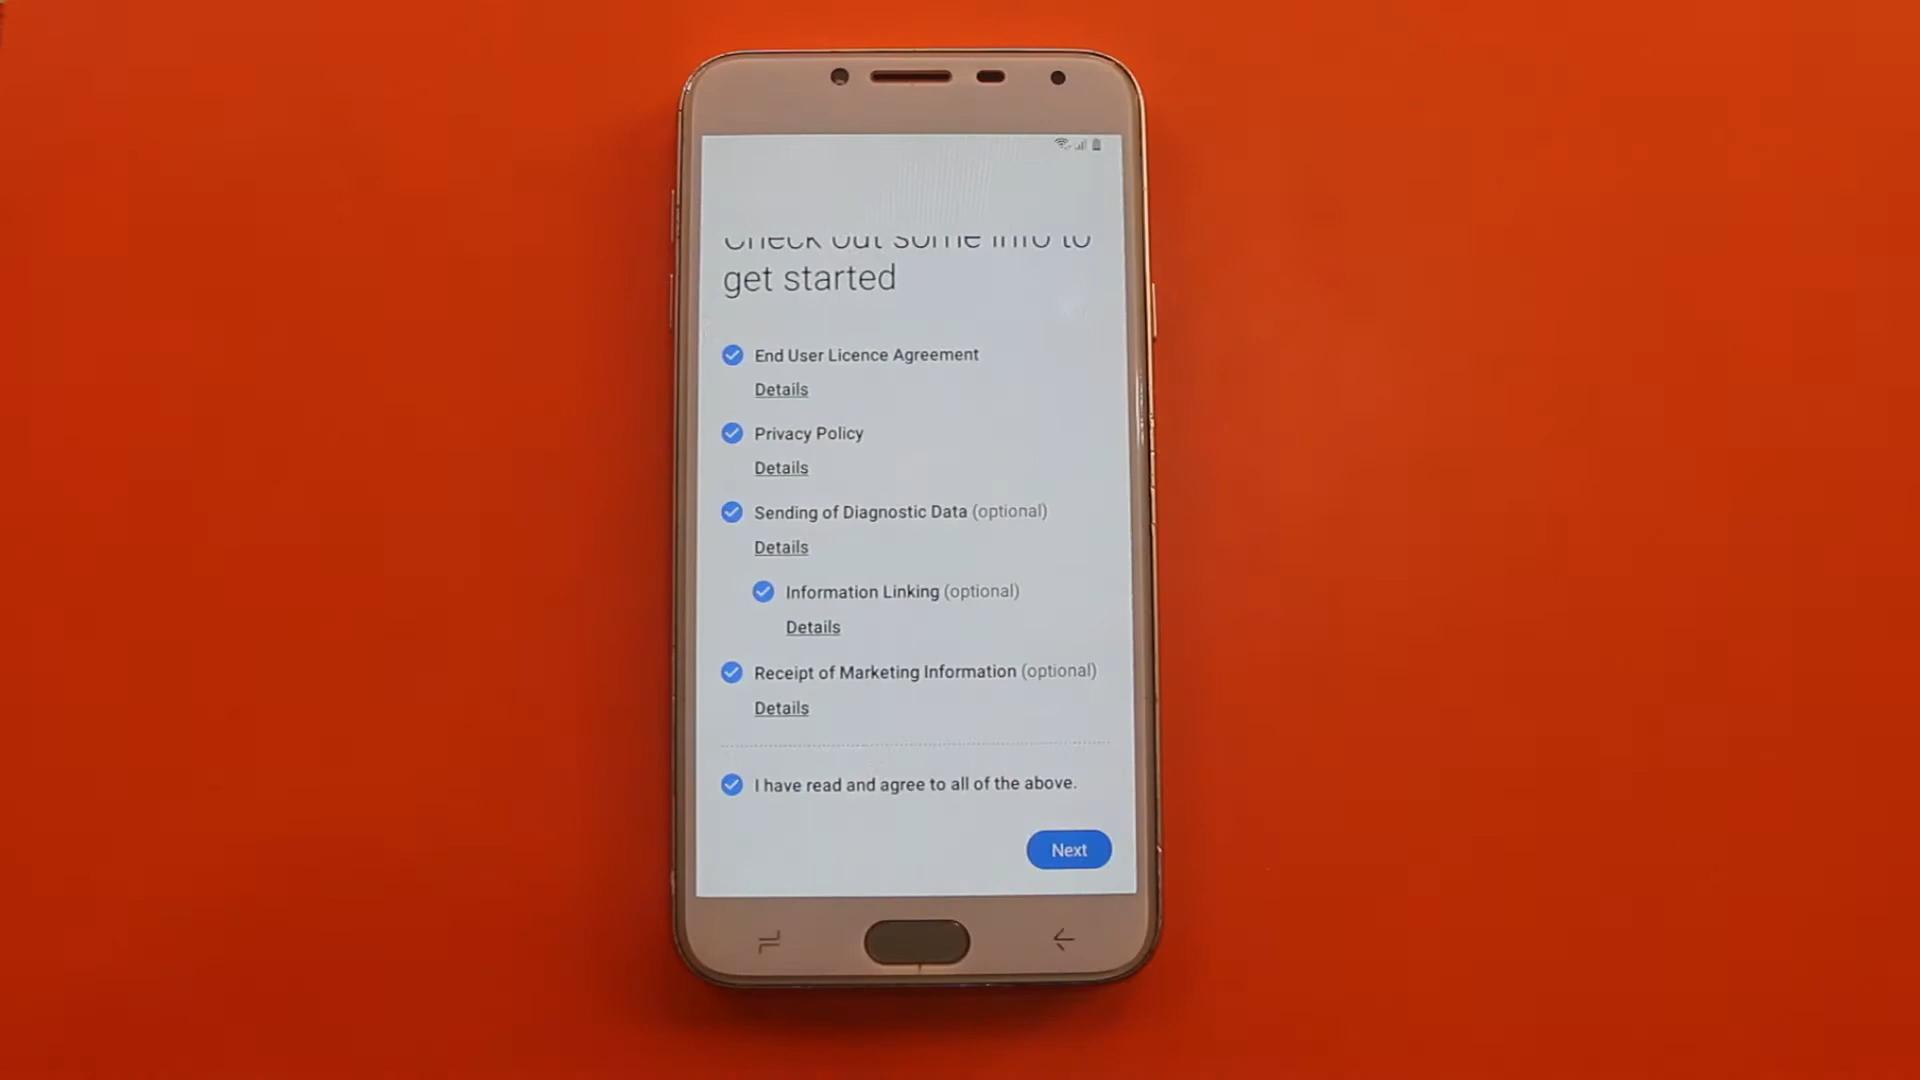 Check out some info to
get started
End User Licence Agreement
Details
Privacy Policy
Details
Sending of Diagnostic Data (optional)
Details
Information Linking (optional)
Details
Receipt of Marketing Information (optional)
Details
I have read and agree to all of the above.
Next